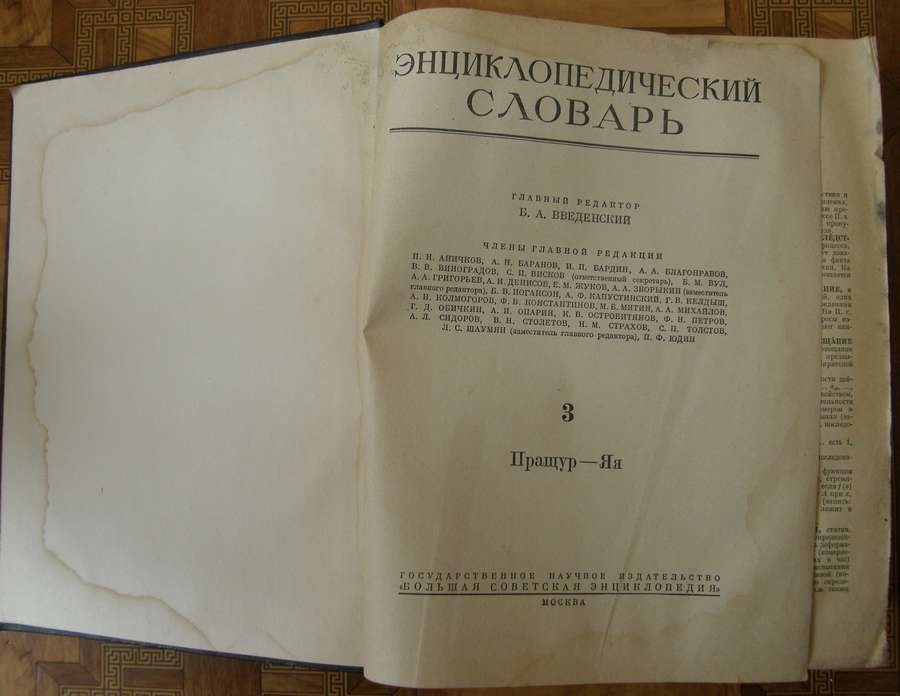 ЭНЦИКЛОПЕДИЧЕСКИЙ
СЛОВАРЬ
ГЛАВНЫЙ РЕДАКТОР
Б. А. ВВЕДЕНСКИЙ
ЧЛЕНЫ ГЛАВНОЙ РЕДАКЦИИ
Н. Н. АНИЧКОВ, А. Н. БАРАНОВ, И. П. БАРДИН, А. А. БЛАГОНРАВОВ,
В. В. ВИНОГРАДОВ, С. П. ВИСКОВ (ответственный секретарь), Б. М. ВУЛ,
А. А. ГРИГОРЬЕВ, А. И. ДЕНИСОВ, Е. М. ЖУКОВ, А. А. ЗВОРЫКИН (заместитель
главного редактора), Б. В. ИОГАНСОН, А. Ф. КАПУСТИНСКИЙ, Г. В. КЕЛДЫШ,
А. Н. КОЛМОГОРОВ, Ф. В. КОНСТАНТИНОВ, М. Б. МИТИН, А. А. МИХАЙЛОВ,
Г. Д. ОБИЧКИН, А. И. ОПАРИН, К. В. ОСТРОВИТЯНОВ, Ф. Н. ПЕТРОВ,
А. Л. СИДОРОВ, В. Н. СТОЛЕТОВ, Н. М. СТРАХОВ, С. П. ТОЛСТОВ,
Л. С. ШАУМЯН (заместитель главного редактора), П. Ф. ЮДИН
3
Пращур — Яя
ГОСУДАРСТВЕННОЕ НАУЧНОЕ ИЗДАТЕЛЬСТВО
«БОЛЬШАЯ СОВЕТСКАЯ ЭНЦИКЛОПЕДИЯ»
МОСКВА